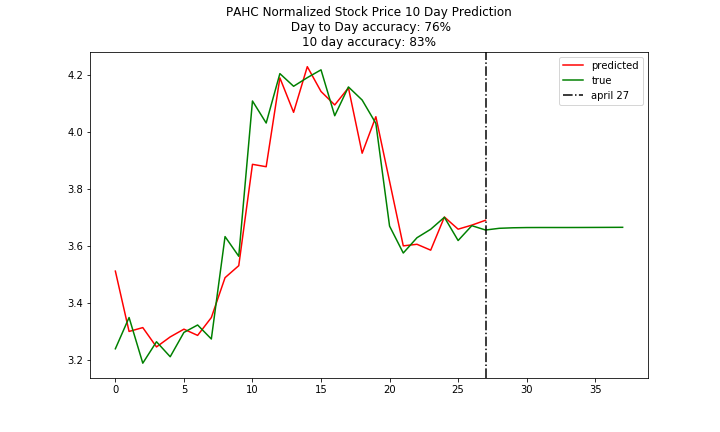 PAHC Normalized Stock Price 10 Day Prediction
Day to Day accuracy: 76%
10 day accuracy: 83%
predicted
true
april 27
4.2
4.0
3.8
3.6
3.4
3.2
0 5 10 15 20 25 30 35